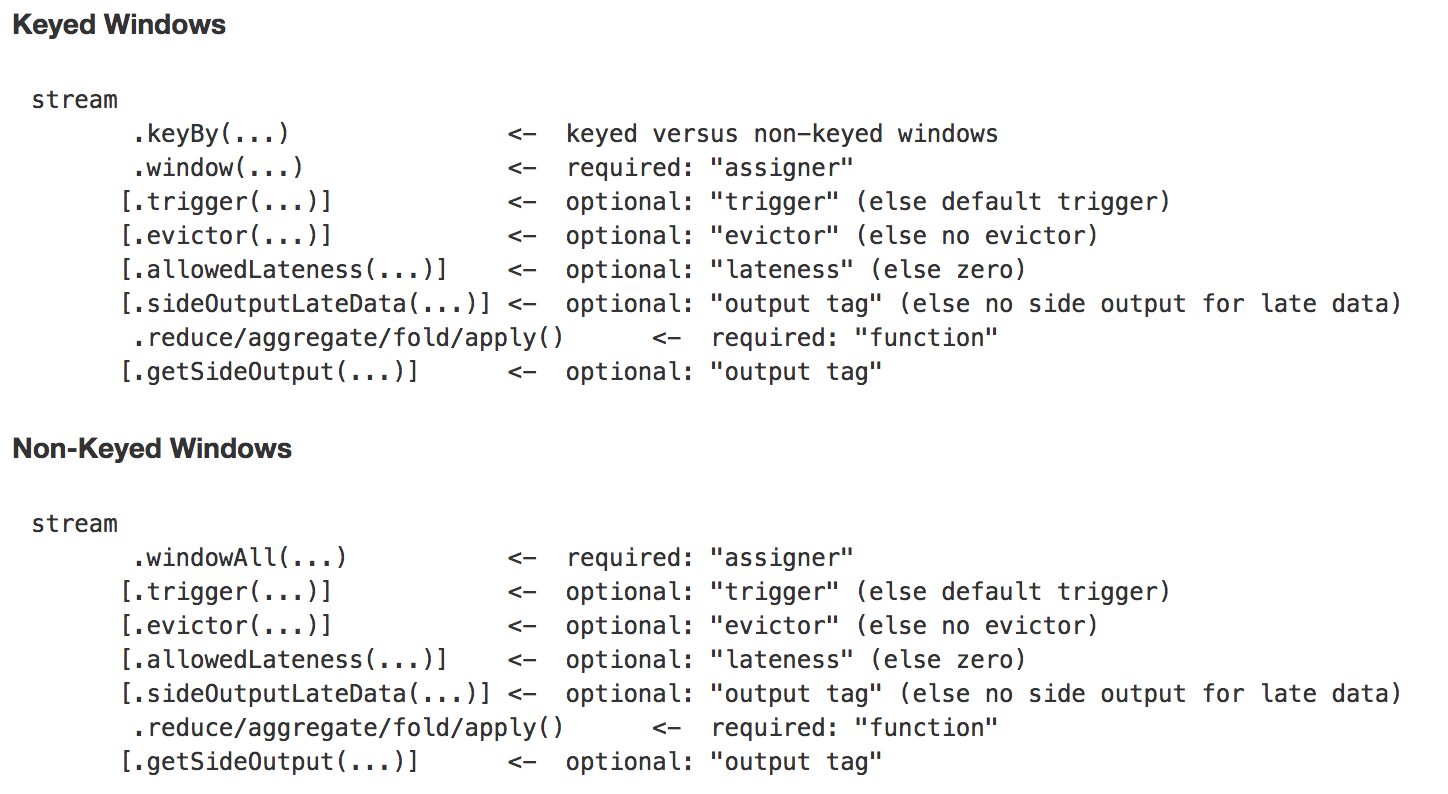 Keyed Windows
stream
.keyBy(...) <- keyed versus non-keyed windows
.window(...) <- required: "assigner"
[.trigger(...)] <- optional: "trigger" (else default trigger)
[.evictor(...)] <- optional: "evictor" (else no evictor)
[.allowedLateness(...)] <- optional: "lateness" (else zero)
[.sideOutputLateData(...)] <- optional: "output tag" (else no side output for late data)
.reduce/aggregate/fold/apply() <- required: "function"
[.getSideOutput(...)] <- optional: "output tag"
Non-Keyed Windows
stream
.windowAll(...) <- required: "assigner"
[.trigger(...)] <- optional: "trigger" (else default trigger)
[.evictor(...)] <- optional: "evictor" (else no evictor)
[.allowedLateness(...)] <- optional: "lateness" (else zero)
[.sideOutputLateData(...)] <- optional: "output tag" (else no side output for late data)
.reduce/aggregate/fold/apply() <- required: "function"
[.getSideOutput(...)] <- optional: "output tag"